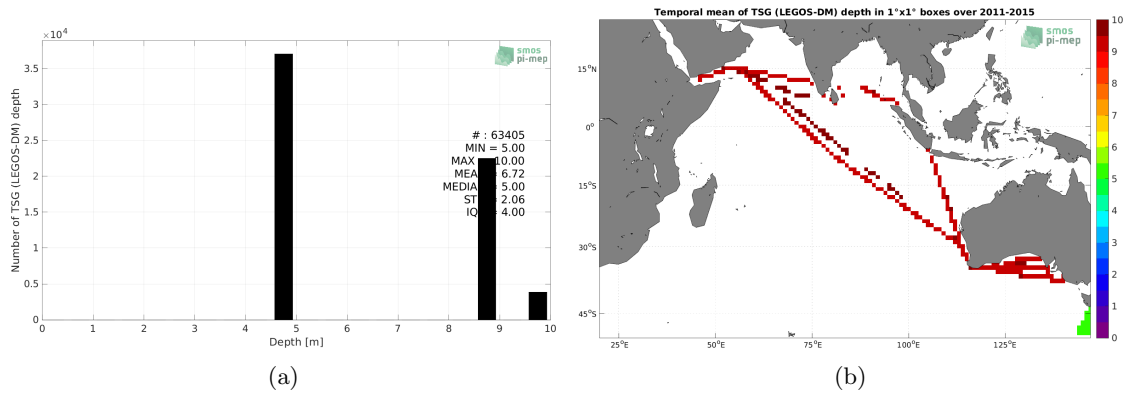 Temporal mean of TSG (LEGOS-DM) depth in 1°x1° boxes over 2011-2015
×10⁴
smos
pi-mep
# : 63405
MIN = 5.00
MAX 10.00
MEA = 6.72
MEDIA = 5.00
ST = 2.06
IQ = 4.00
3.5
3
2.5
2
1.5
1
0.5
0
Number of TSG (LEGOS-DM) depth
0 1 2 3 4 5 6 7 8 9 10
Depth [m]
(a)
smos
pi-mep
15°N
0°
15°S
30°S
45°S
25°E 50°E 75°E 100°E 125°E
10
9
8
7
6
5
4
3
2
1
0
(b)